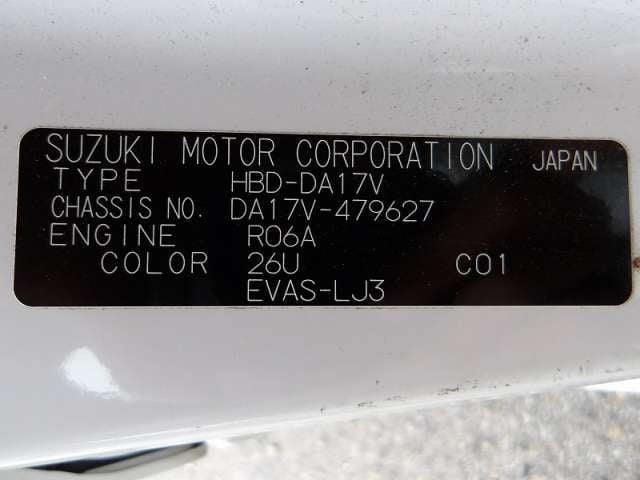 SUZUKI MOTOR CORPORATION JAPAN
TYPE HBD-DA17V
CHASSIS NO. DA17V-479627
ENGINE R06A
COLOR 26U C01
EVAS-LJ3